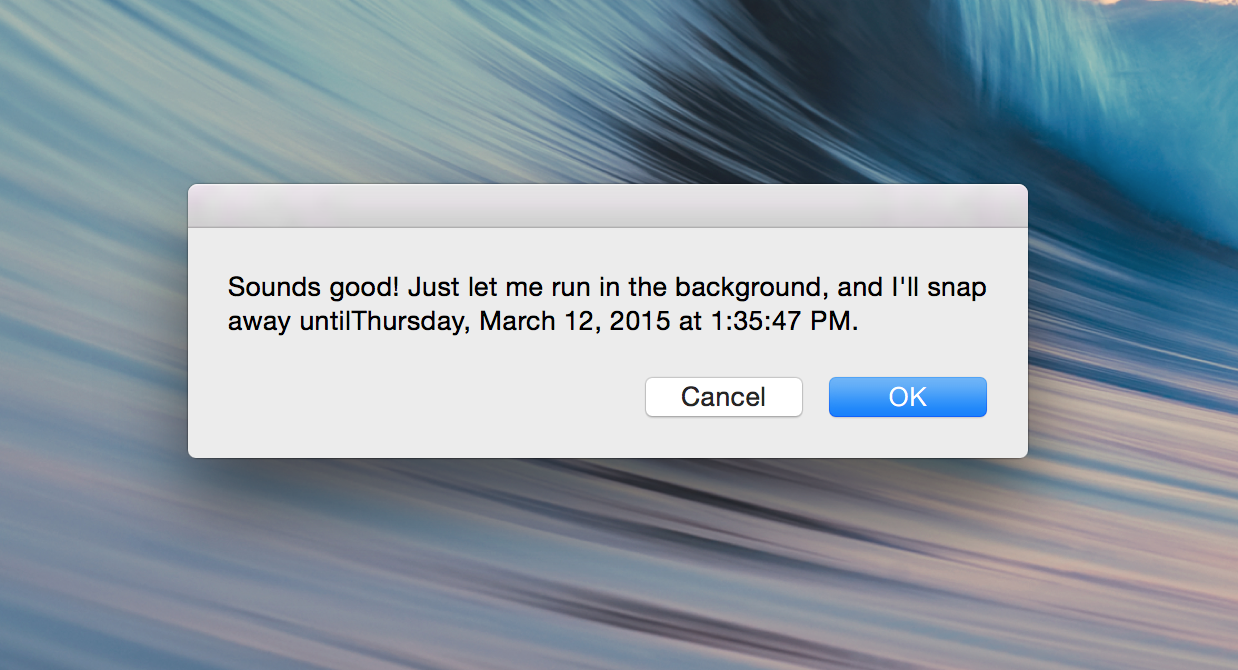 Sounds good! Just let me run in the background, and I'll snap
away untilThursday, March 12, 2015 at 1:35:47 PM.
Cancel OK